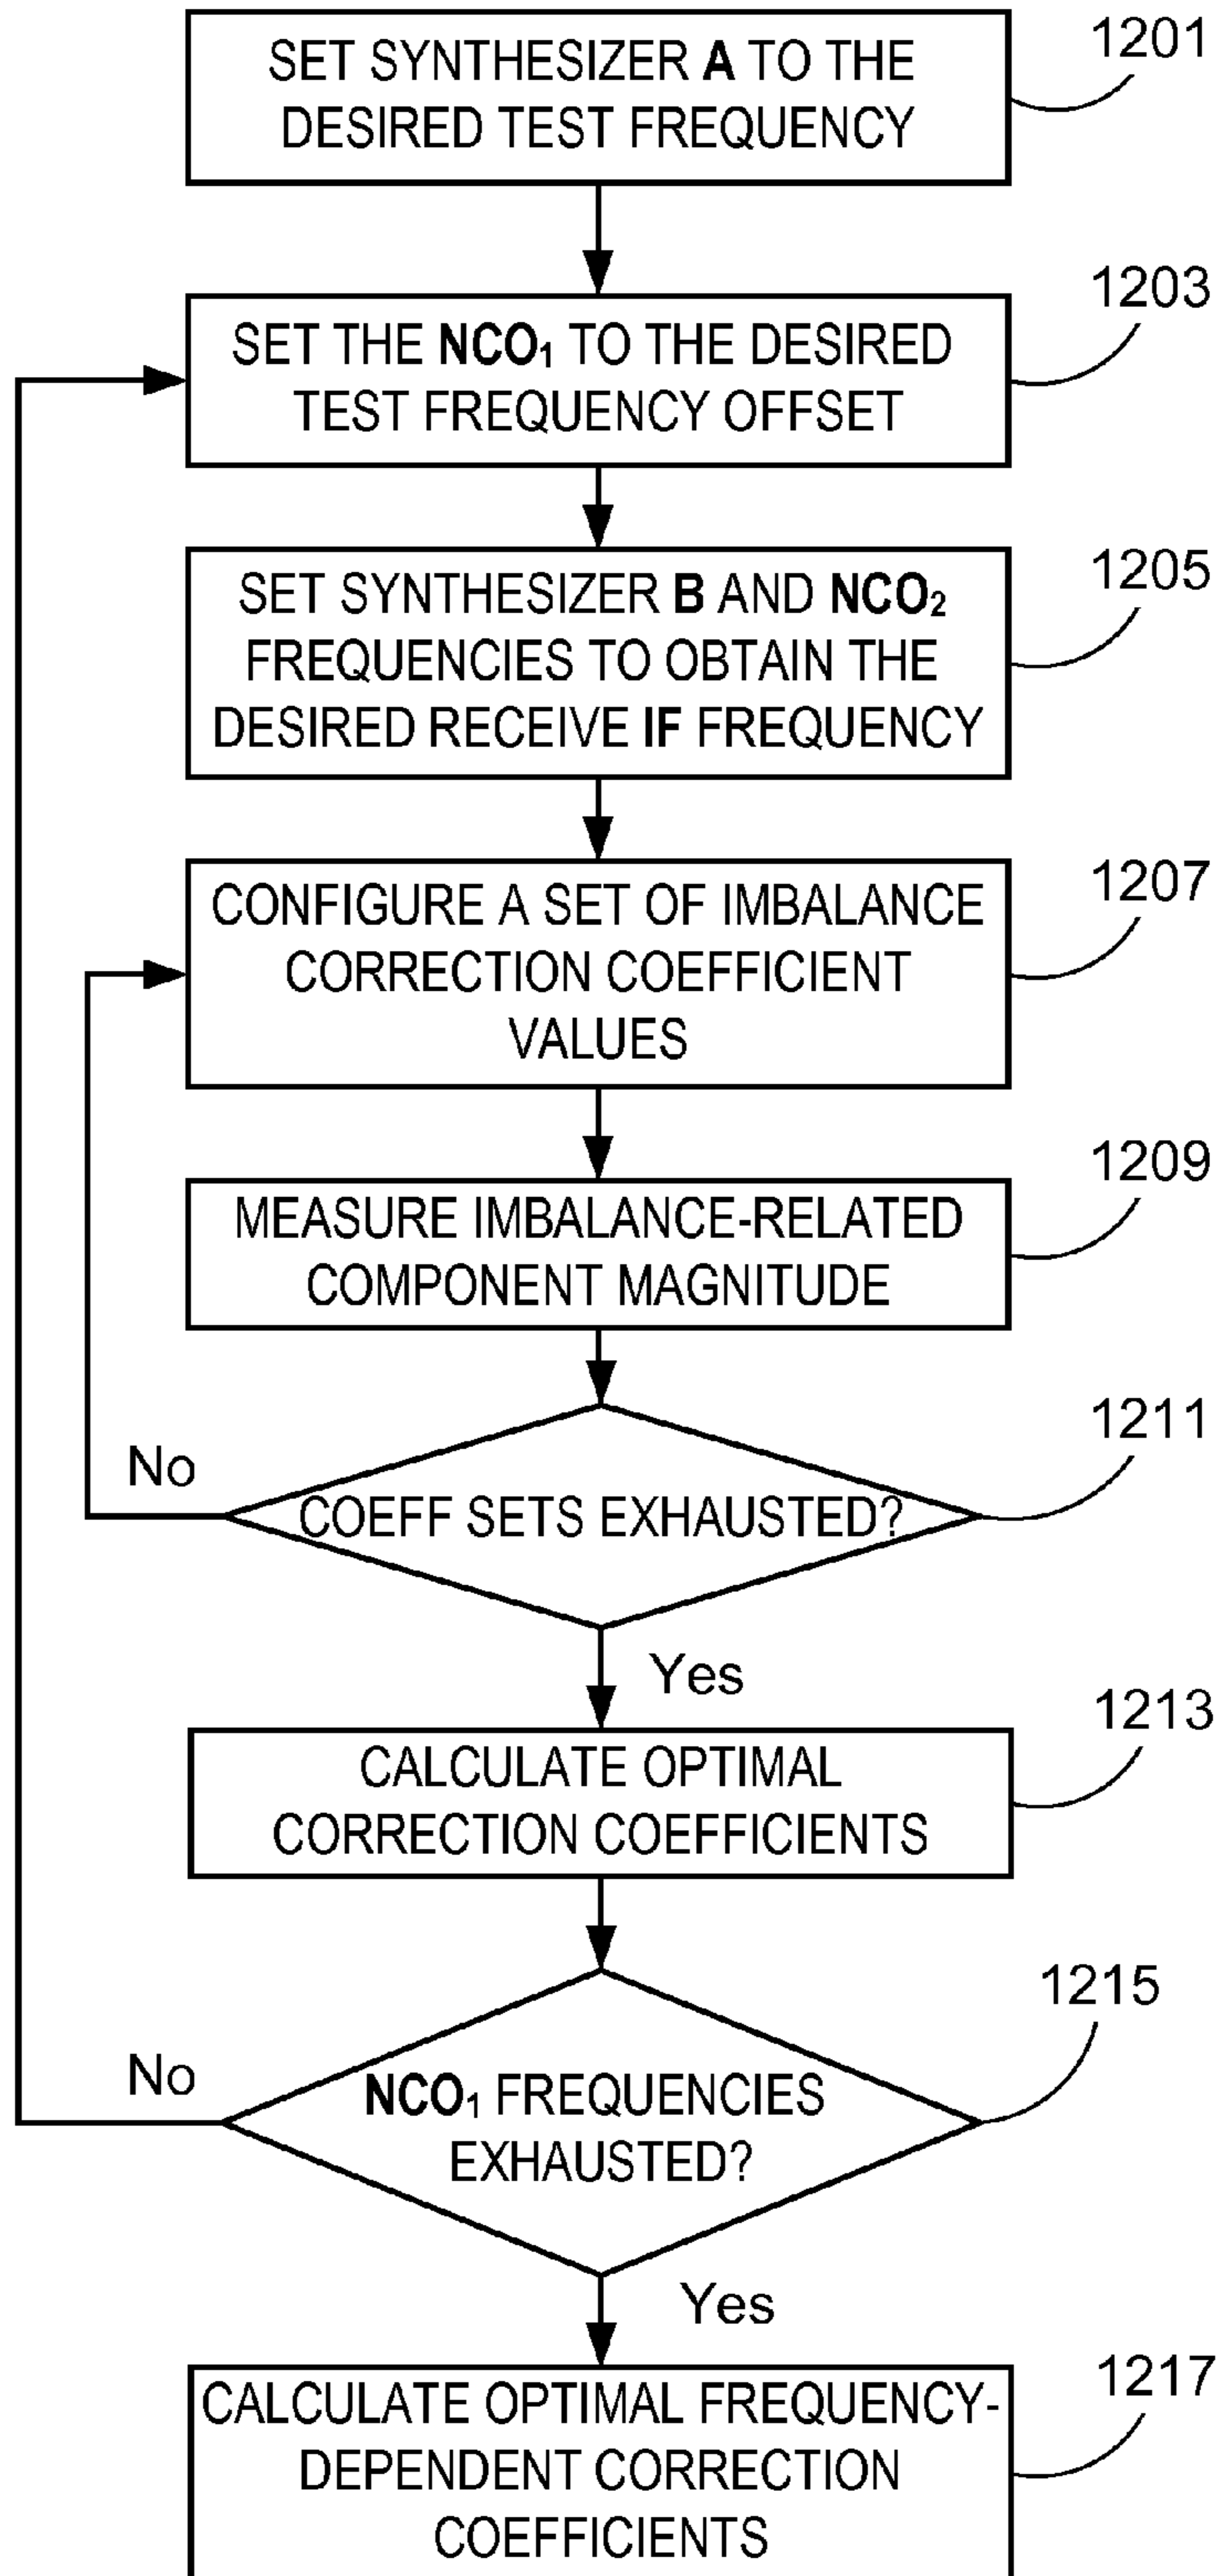 SET SYNTHESIZER A TO THE
DESIRED TEST FREQUENCY
1201
SET THE NCO₁ TO THE DESIRED
TEST FREQUENCY OFFSET
1203
SET SYNTHESIZER B AND NCO₂
FREQUENCIES TO OBTAIN THE
DESIRED RECEIVE IF FREQUENCY
1205
CONFIGURE A SET OF IMBALANCE
CORRECTION COEFFICIENT
VALUES
1207
MEASURE IMBALANCE-RELATED
COMPONENT MAGNITUDE
1209
COEFF SETS EXHAUSTED?
1211
No
Yes
CALCULATE OPTIMAL
CORRECTION COEFFICIENTS
1213
NCO₁ FREQUENCIES
EXHAUSTED?
1215
No
Yes
CALCULATE OPTIMAL FREQUENCY-
DEPENDENT CORRECTION
COEFFICIENTS
1217